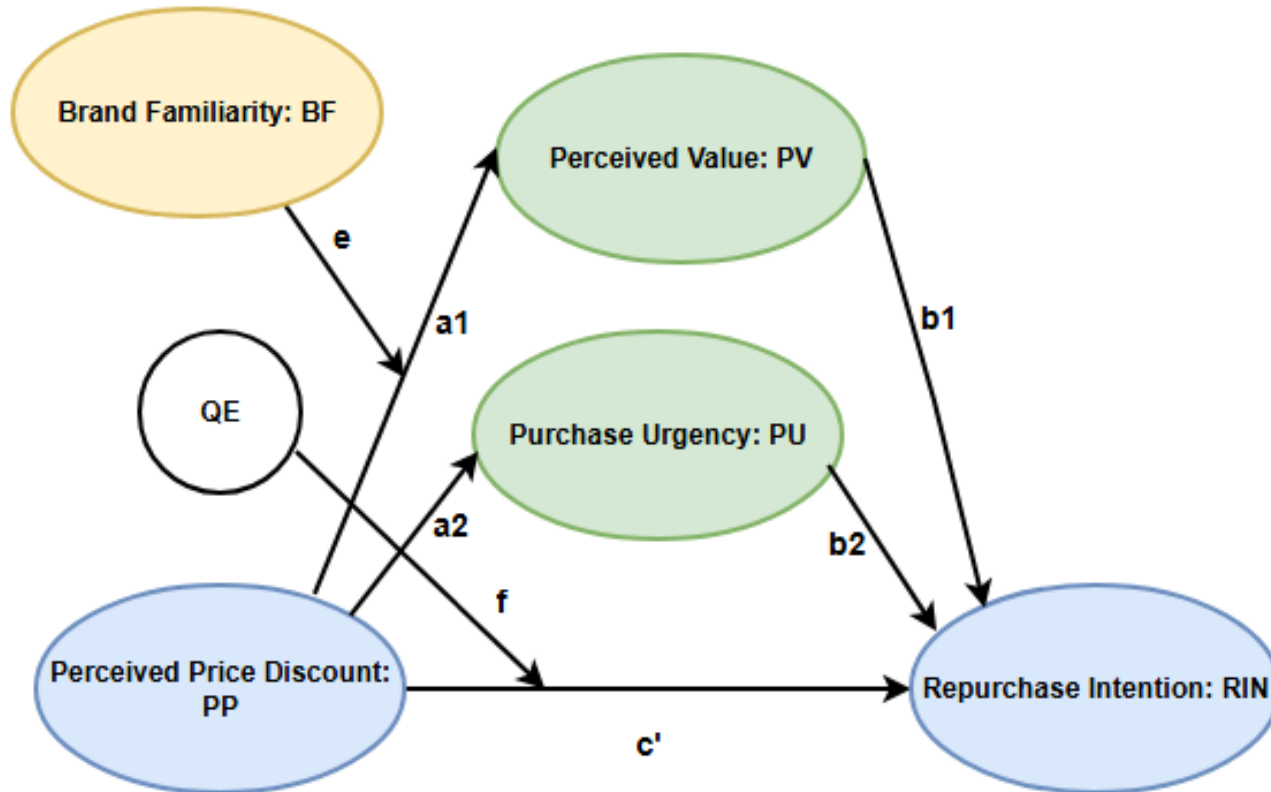 Brand Familiarity: BF
Perceived Value: PV
e
a1
b1
QE
Purchase Urgency: PU
a2
b2
f
Perceived Price Discount:
PP
Repurchase Intention: RIN
c'